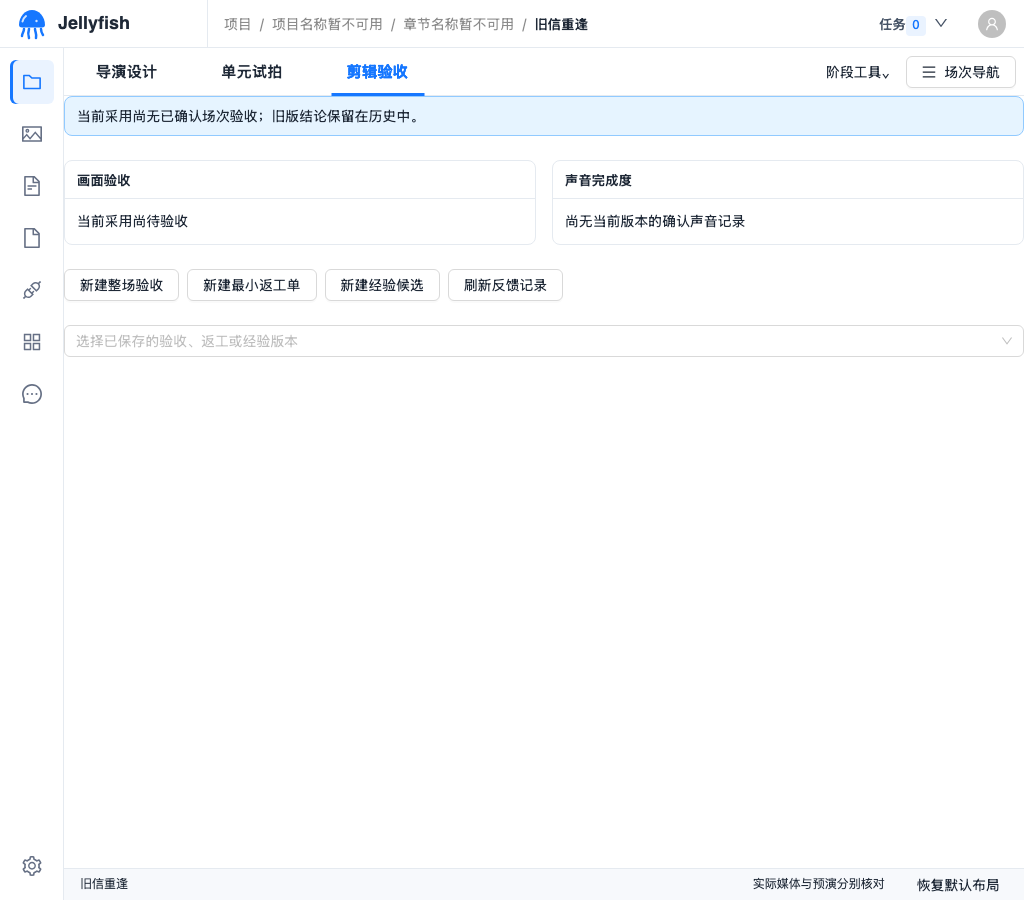 Jellyfish
项目 / 项目名称暂不可用 / 章节名称暂不可用 / 旧信重逢
任务 0
导演设计 单元试拍 剪辑验收
阶段工具
场次导航
当前采用尚无已确认场次验收；旧版结论保留在历史中。
画面验收
当前采用尚待验收
声音完成度
尚无当前版本的确认声音记录
新建整场验收 新建最小返工单 新建经验候选 刷新反馈记录
选择已保存的验收、返工或经验版本
旧信重逢
实际媒体与预演分别核对
恢复默认布局